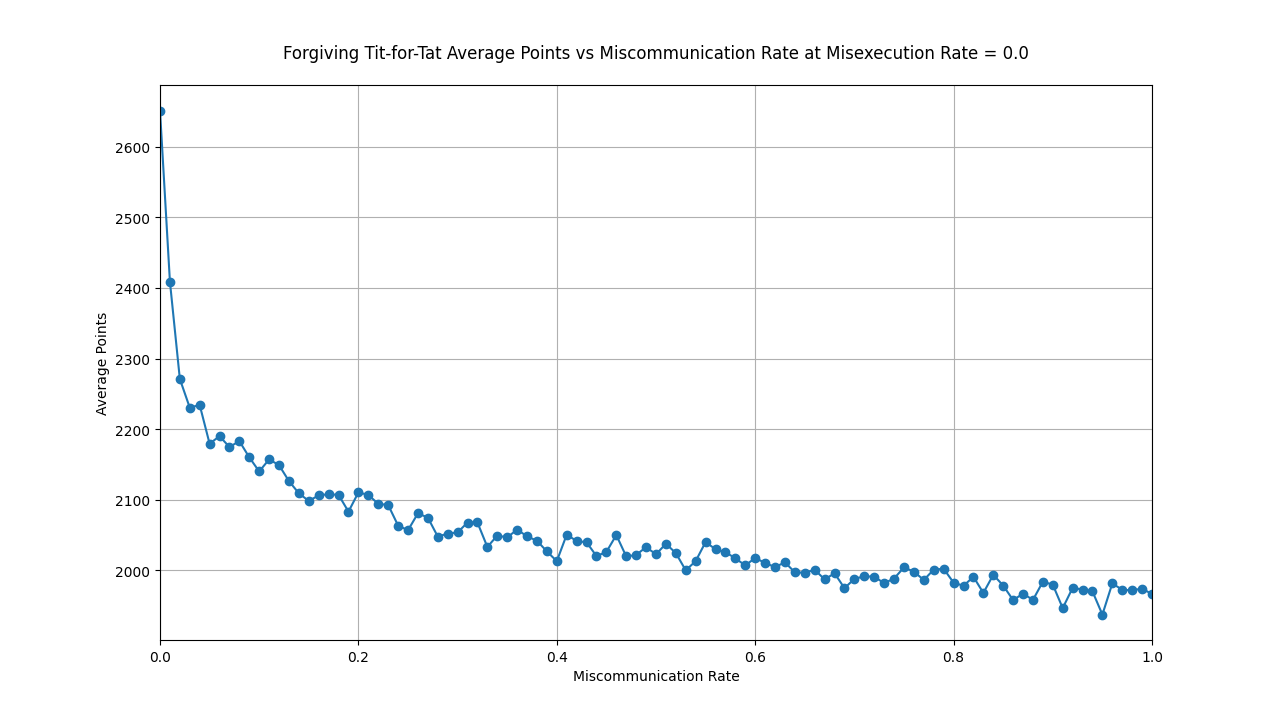 Forgiving Tit-for-Tat Average Points vs Miscommunication Rate at Misexecution Rate = 0.0
2600
2500
2400
2300
2200
2100
2000
Average Points
0.0 0.2 0.4 0.6 0.8 1.0
Miscommunication Rate